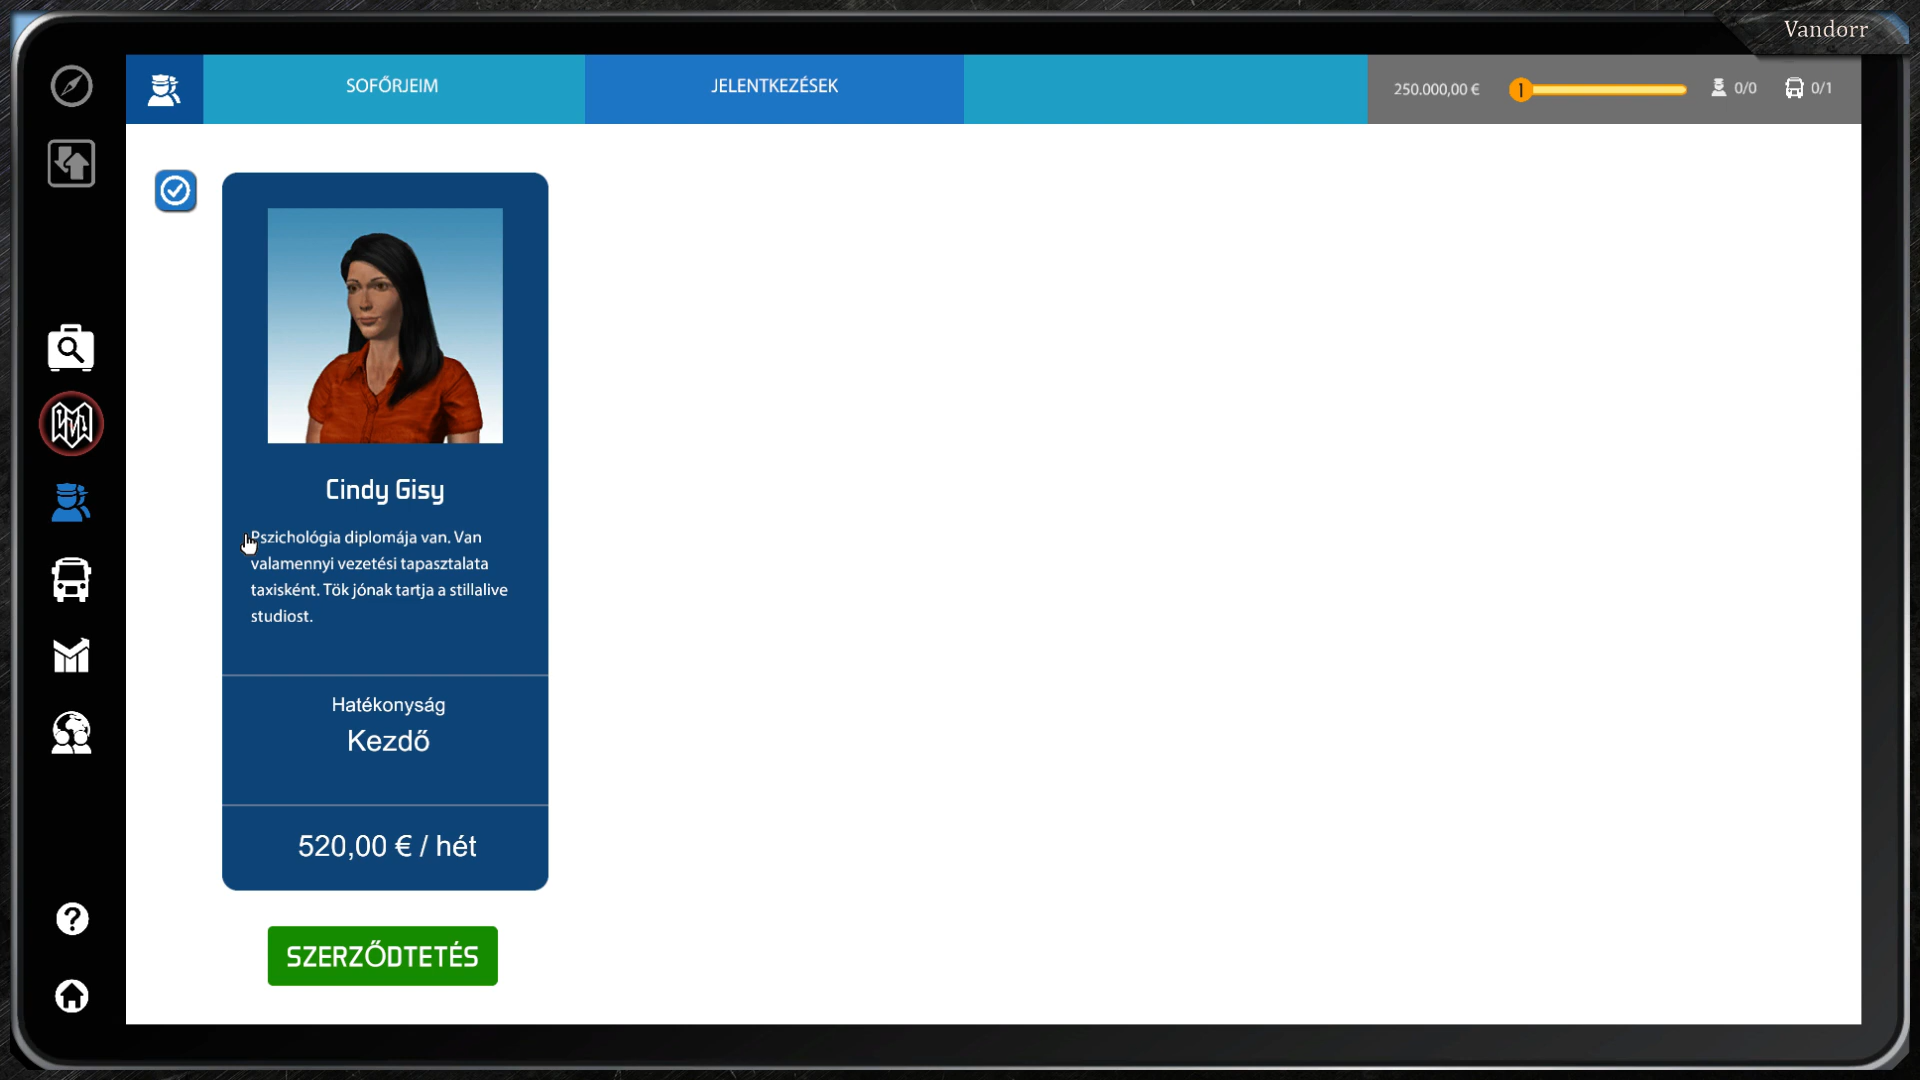 Vandorr
SOFŐRJEIM
JELENTKEZÉSEK
250.000,00 €
1
0/0
0/1
Cindy Gisy
Pszichológia diplomája van. Van
valamennyi vezetési tapasztalata
taxisként. Tök jónak tartja a stillalive
studiost.
Hatékonyság
Kezdő
520,00 € / hét
SZERZŐDTETÉS